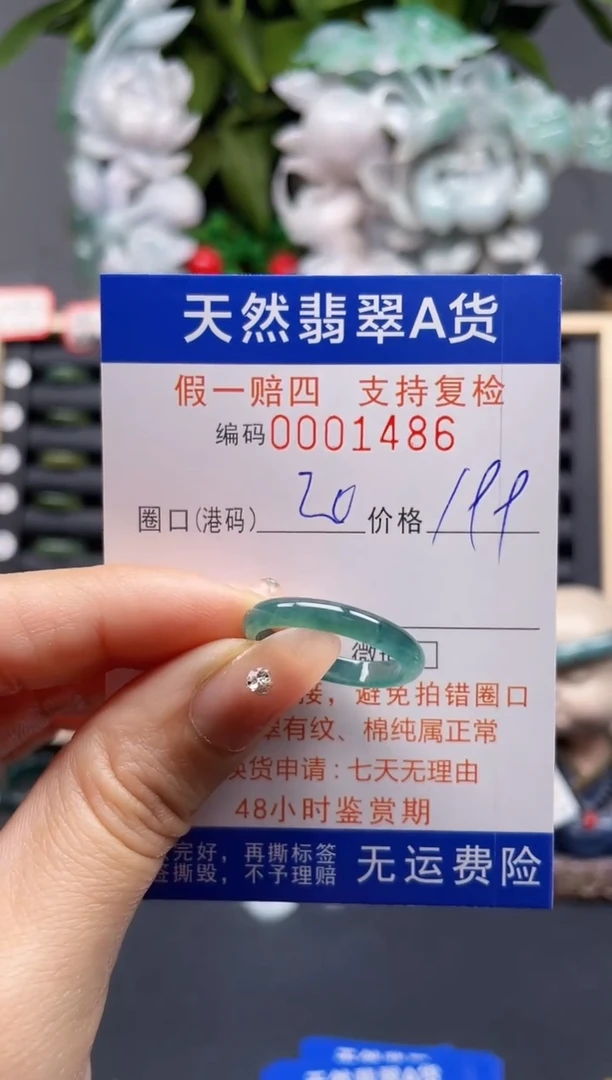 天然翡翠A货
假一赔四 支持复检
编码0001486
圈口(港码) 20 价格 199
微
接，避免拍错圈口
有纹、棉纯属正常
换货申请：七天无理由
48小时鉴赏期
完好，再撕标签
签撕毁，不予理赔
无运费险